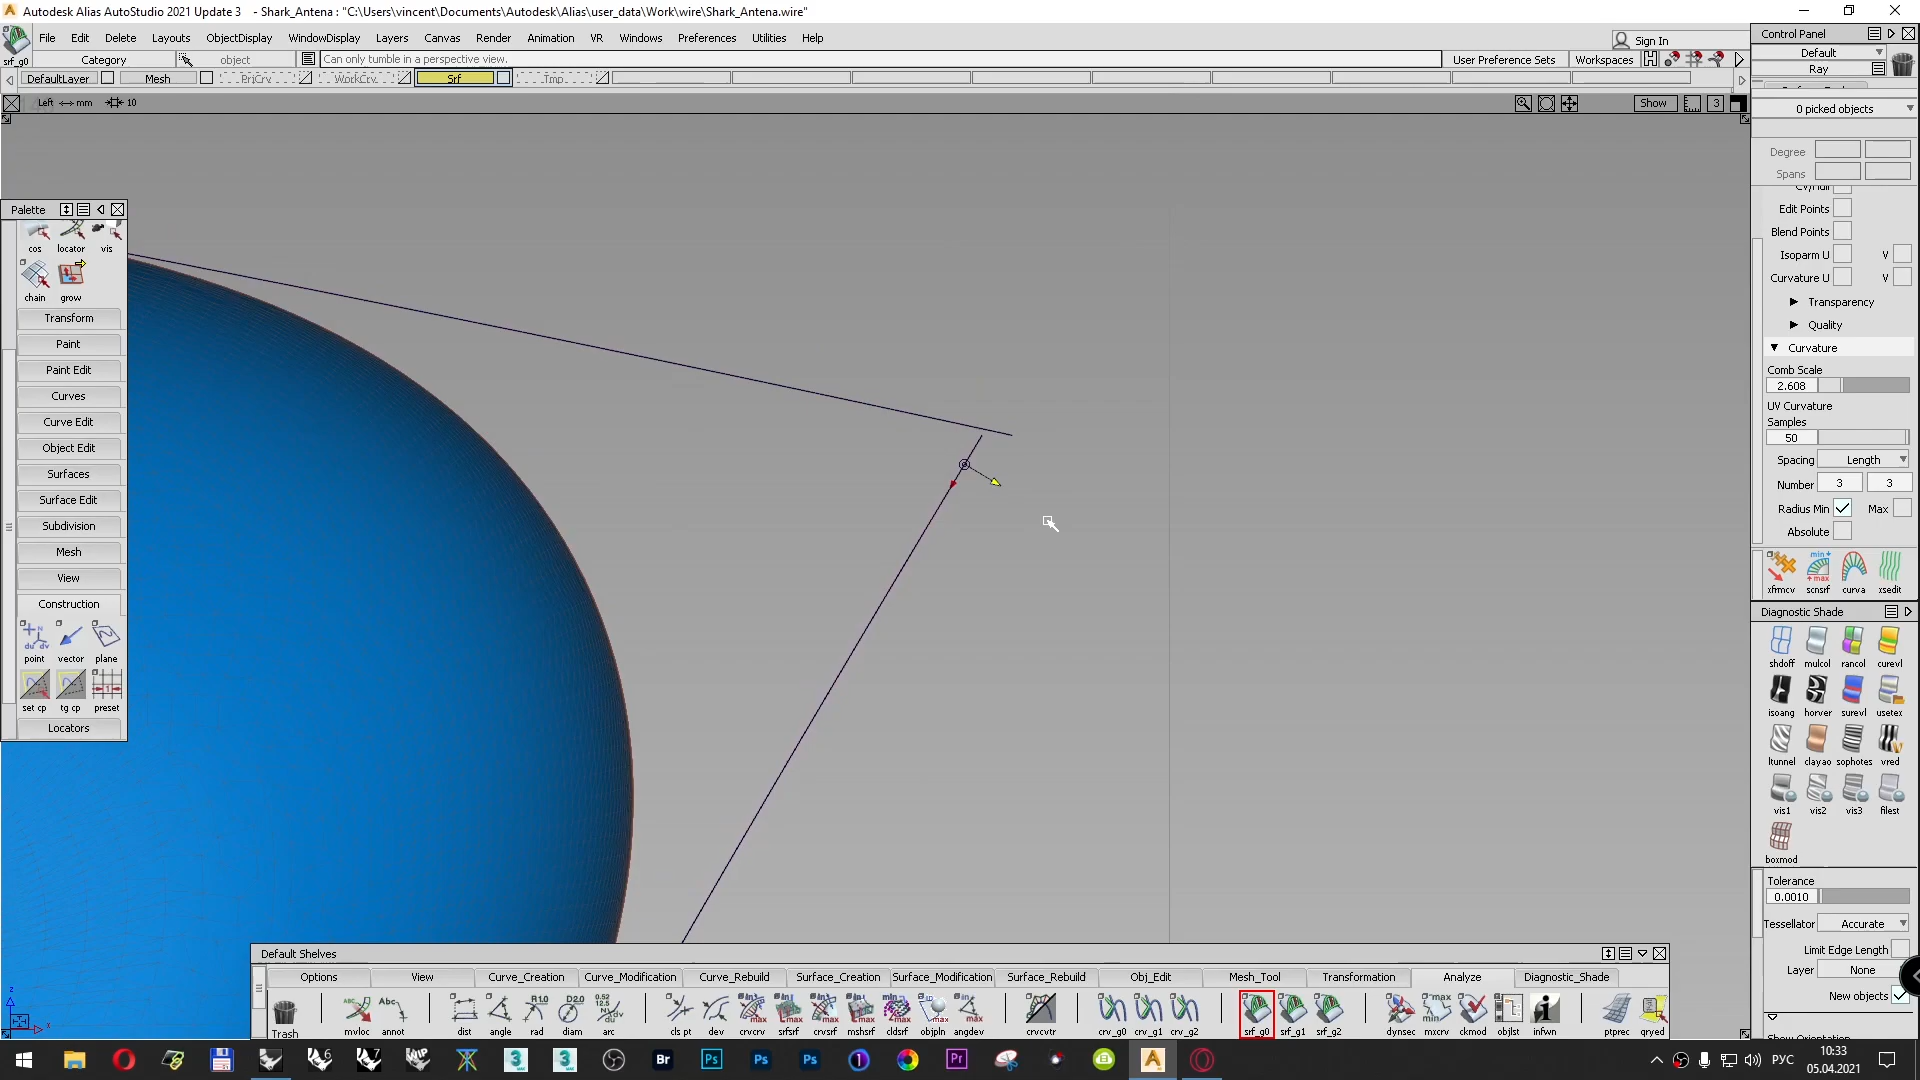 Autodesk Alias AutoStudio 2021 Update 3 - Shark_Antena : "C:\Users\vincent\Documents\Autodesk\Alias\user_data\Work\wire\Shark_Antena.wire"
File Edit Delete Layouts ObjectDisplay WindowDisplay Layers Canvas Render Animation VR Windows Preferences Utilities Help
Sign In
srf_g0 Category object Can only tumble in a perspective view. User Preference Sets Workspaces
DefaultLayer Mesh PrjCrv WorkCrv Srf Tmp
Left mm 10
Show 3
Palette
cos locator vis
chain grow
Transform
Paint
Paint Edit
Curves
Curve Edit
Object Edit
Surfaces
Surface Edit
Subdivision
Mesh
View
Construction
point vector plane
set cp tg cp preset
Locators
Control Panel
Default
Ray
0 picked objects
Degree
Spans
CV/Hull
Edit Points
Blend Points
Isoparm U V
Curvature U V
Transparency
Quality
Curvature
Comb Scale
2.608
UV Curvature
Samples
50
Spacing Length
Number 3 3
Radius Min Max
Absolute
xfrmcv scnsrf curva xsedit
Diagnostic Shade
shdoff mulcol rancol curevl
isoang horver surevl usetex
ltunnel clayao sophotes vred
vis1 vis2 vis3 filest
boxmod
Tolerance
0.0010
Tessellator Accurate
Limit Edge Length
Layer None
New objects
Show Orientation
Default Shelves
Options View Curve_Creation Curve_Modification Curve_Rebuild Surface_Creation Surface_Modification Surface_Rebuild Obj_Edit Mesh_Tool Transformation Analyze Diagnostic_Shade
Trash mvloc annot dist angle rad diam arc cls pt dev crvcrv srfsrf crvsrf mshsrf cldsrf objpln angdev crvcvtr crv_g0 crv_g1 crv_g2 srf_g0 srf_g1 srf_g2 dynsec mxcrv ckmod objlst infwn ptprec qryed
z
x
РУС
10:33
05.04.2021